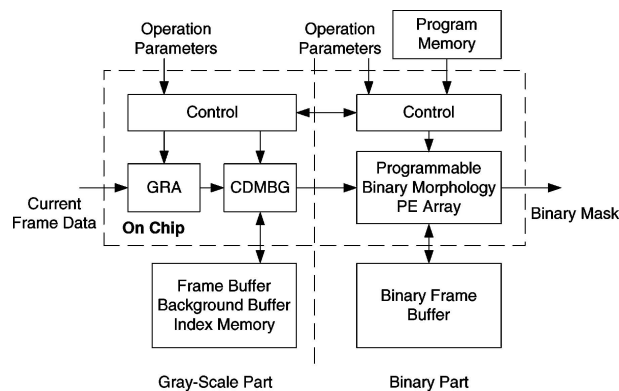 Operation
Parameters
Operation
Parameters
Program
Memory
Control
Control
GRA
CDMBG
Programmable
Binary Morphology
PE Array
Current
Frame Data
On Chip
Binary Mask
Frame Buffer
Background Buffer
Index Memory
Binary Frame
Buffer
Gray-Scale Part
Binary Part